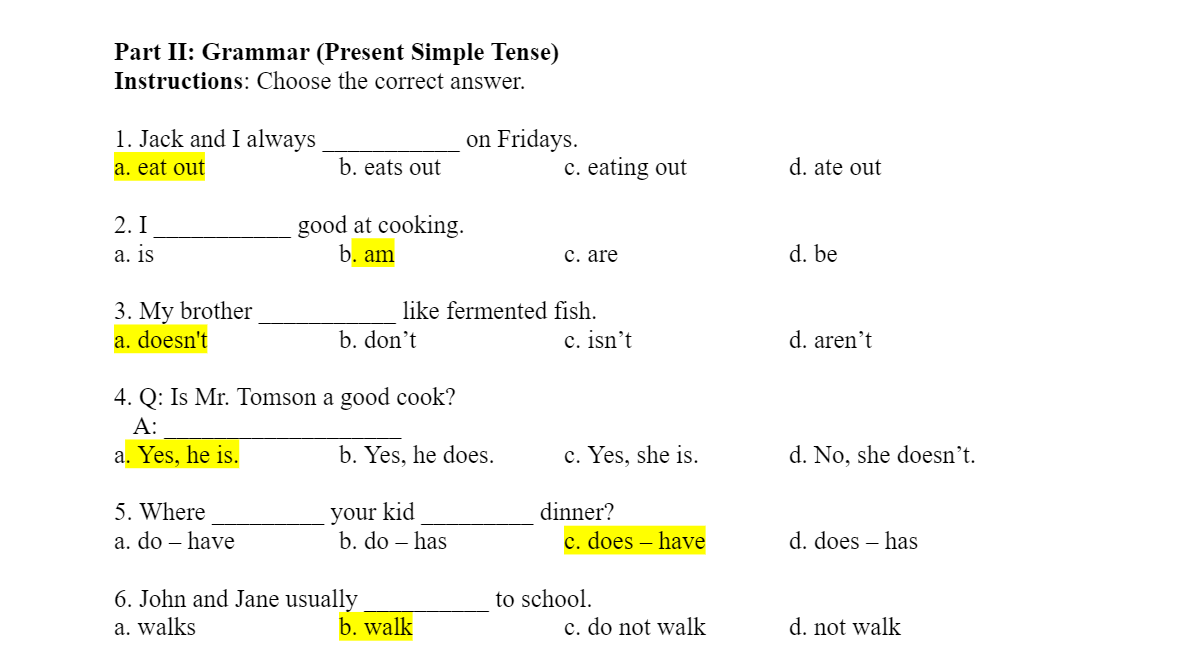 Part II: Grammar (Present Simple Tense)
Instructions: Choose the correct answer.
1. Jack and I always ___________ on Fridays.
a. eat out b. eats out c. eating out d. ate out
2. I ___________ good at cooking.
a. is b. am c. are d. be
3. My brother ___________ like fermented fish.
a. doesn't b. don’t c. isn’t d. aren’t
4. Q: Is Mr. Tomson a good cook?
A: ___________________
a. Yes, he is. b. Yes, he does. c. Yes, she is. d. No, she doesn’t.
5. Where _________ your kid _________ dinner?
a. do – have b. do – has c. does – have d. does – has
6. John and Jane usually __________ to school.
a. walks b. walk c. do not walk d. not walk